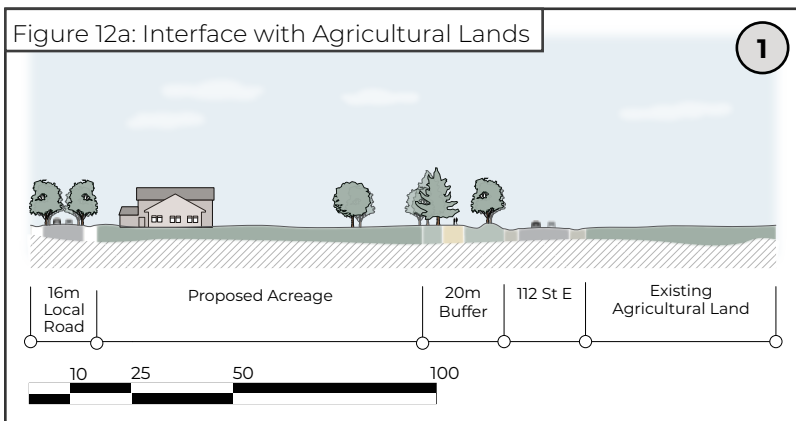 Figure 12a: Interface with Agricultural Lands
1
16m
Local
Road
Proposed Acreage
20m
Buffer
112 St E
Existing
Agricultural Land
10 25 50 100